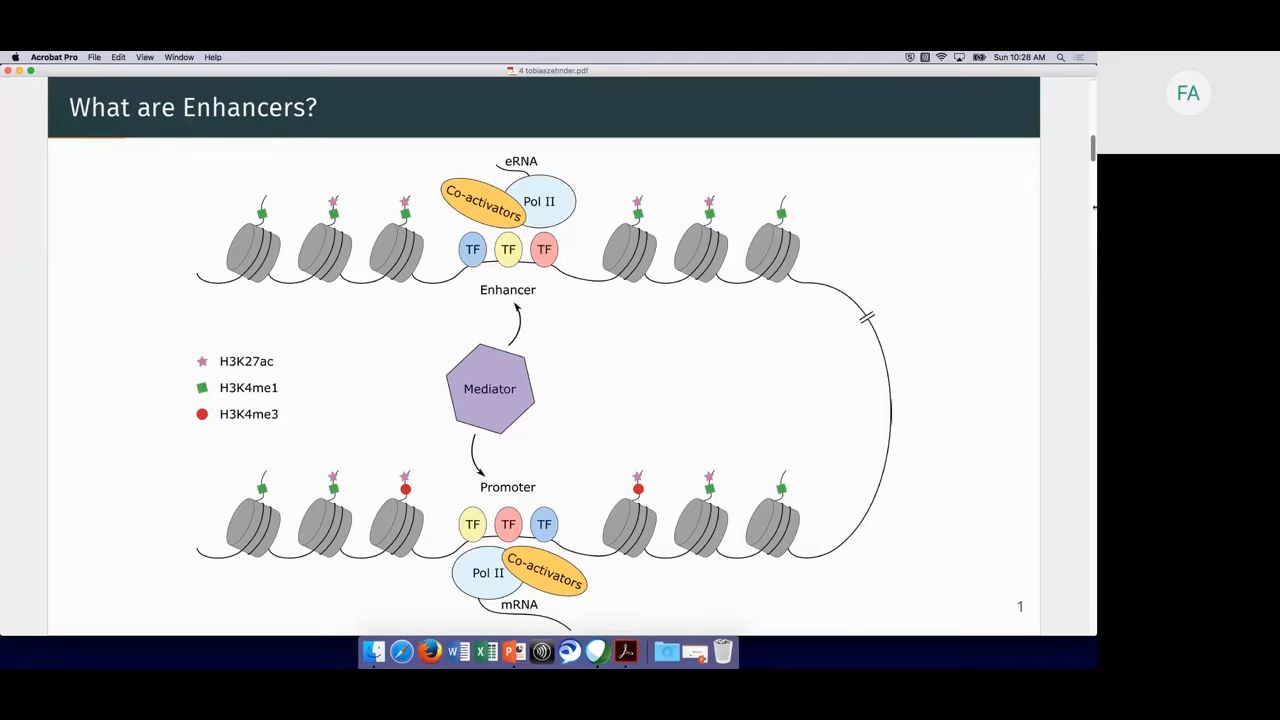 Acrobat Pro File Edit View Window Help Sun 10:28 AM
4 tobiaszehnder.pdf
What are Enhancers?
FA
eRNA
Co-activators Pol II
TF TF TF
Enhancer
H3K27ac
H3K4me1
H3K4me3
Mediator
Promoter
TF TF TF
Pol II Co-activators
mRNA
1